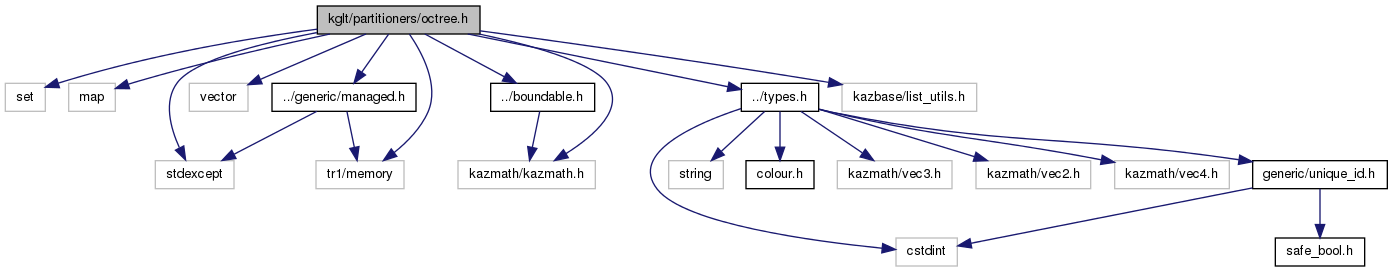 kglt/partitioners/octree.h
set
map
vector
../generic/managed.h
../boundable.h
../types.h
kazbase/list_utils.h
stdexcept
tr1/memory
kazmath/kazmath.h
string
colour.h
kazmath/vec3.h
kazmath/vec2.h
kazmath/vec4.h
generic/unique_id.h
cstdint
safe_bool.h